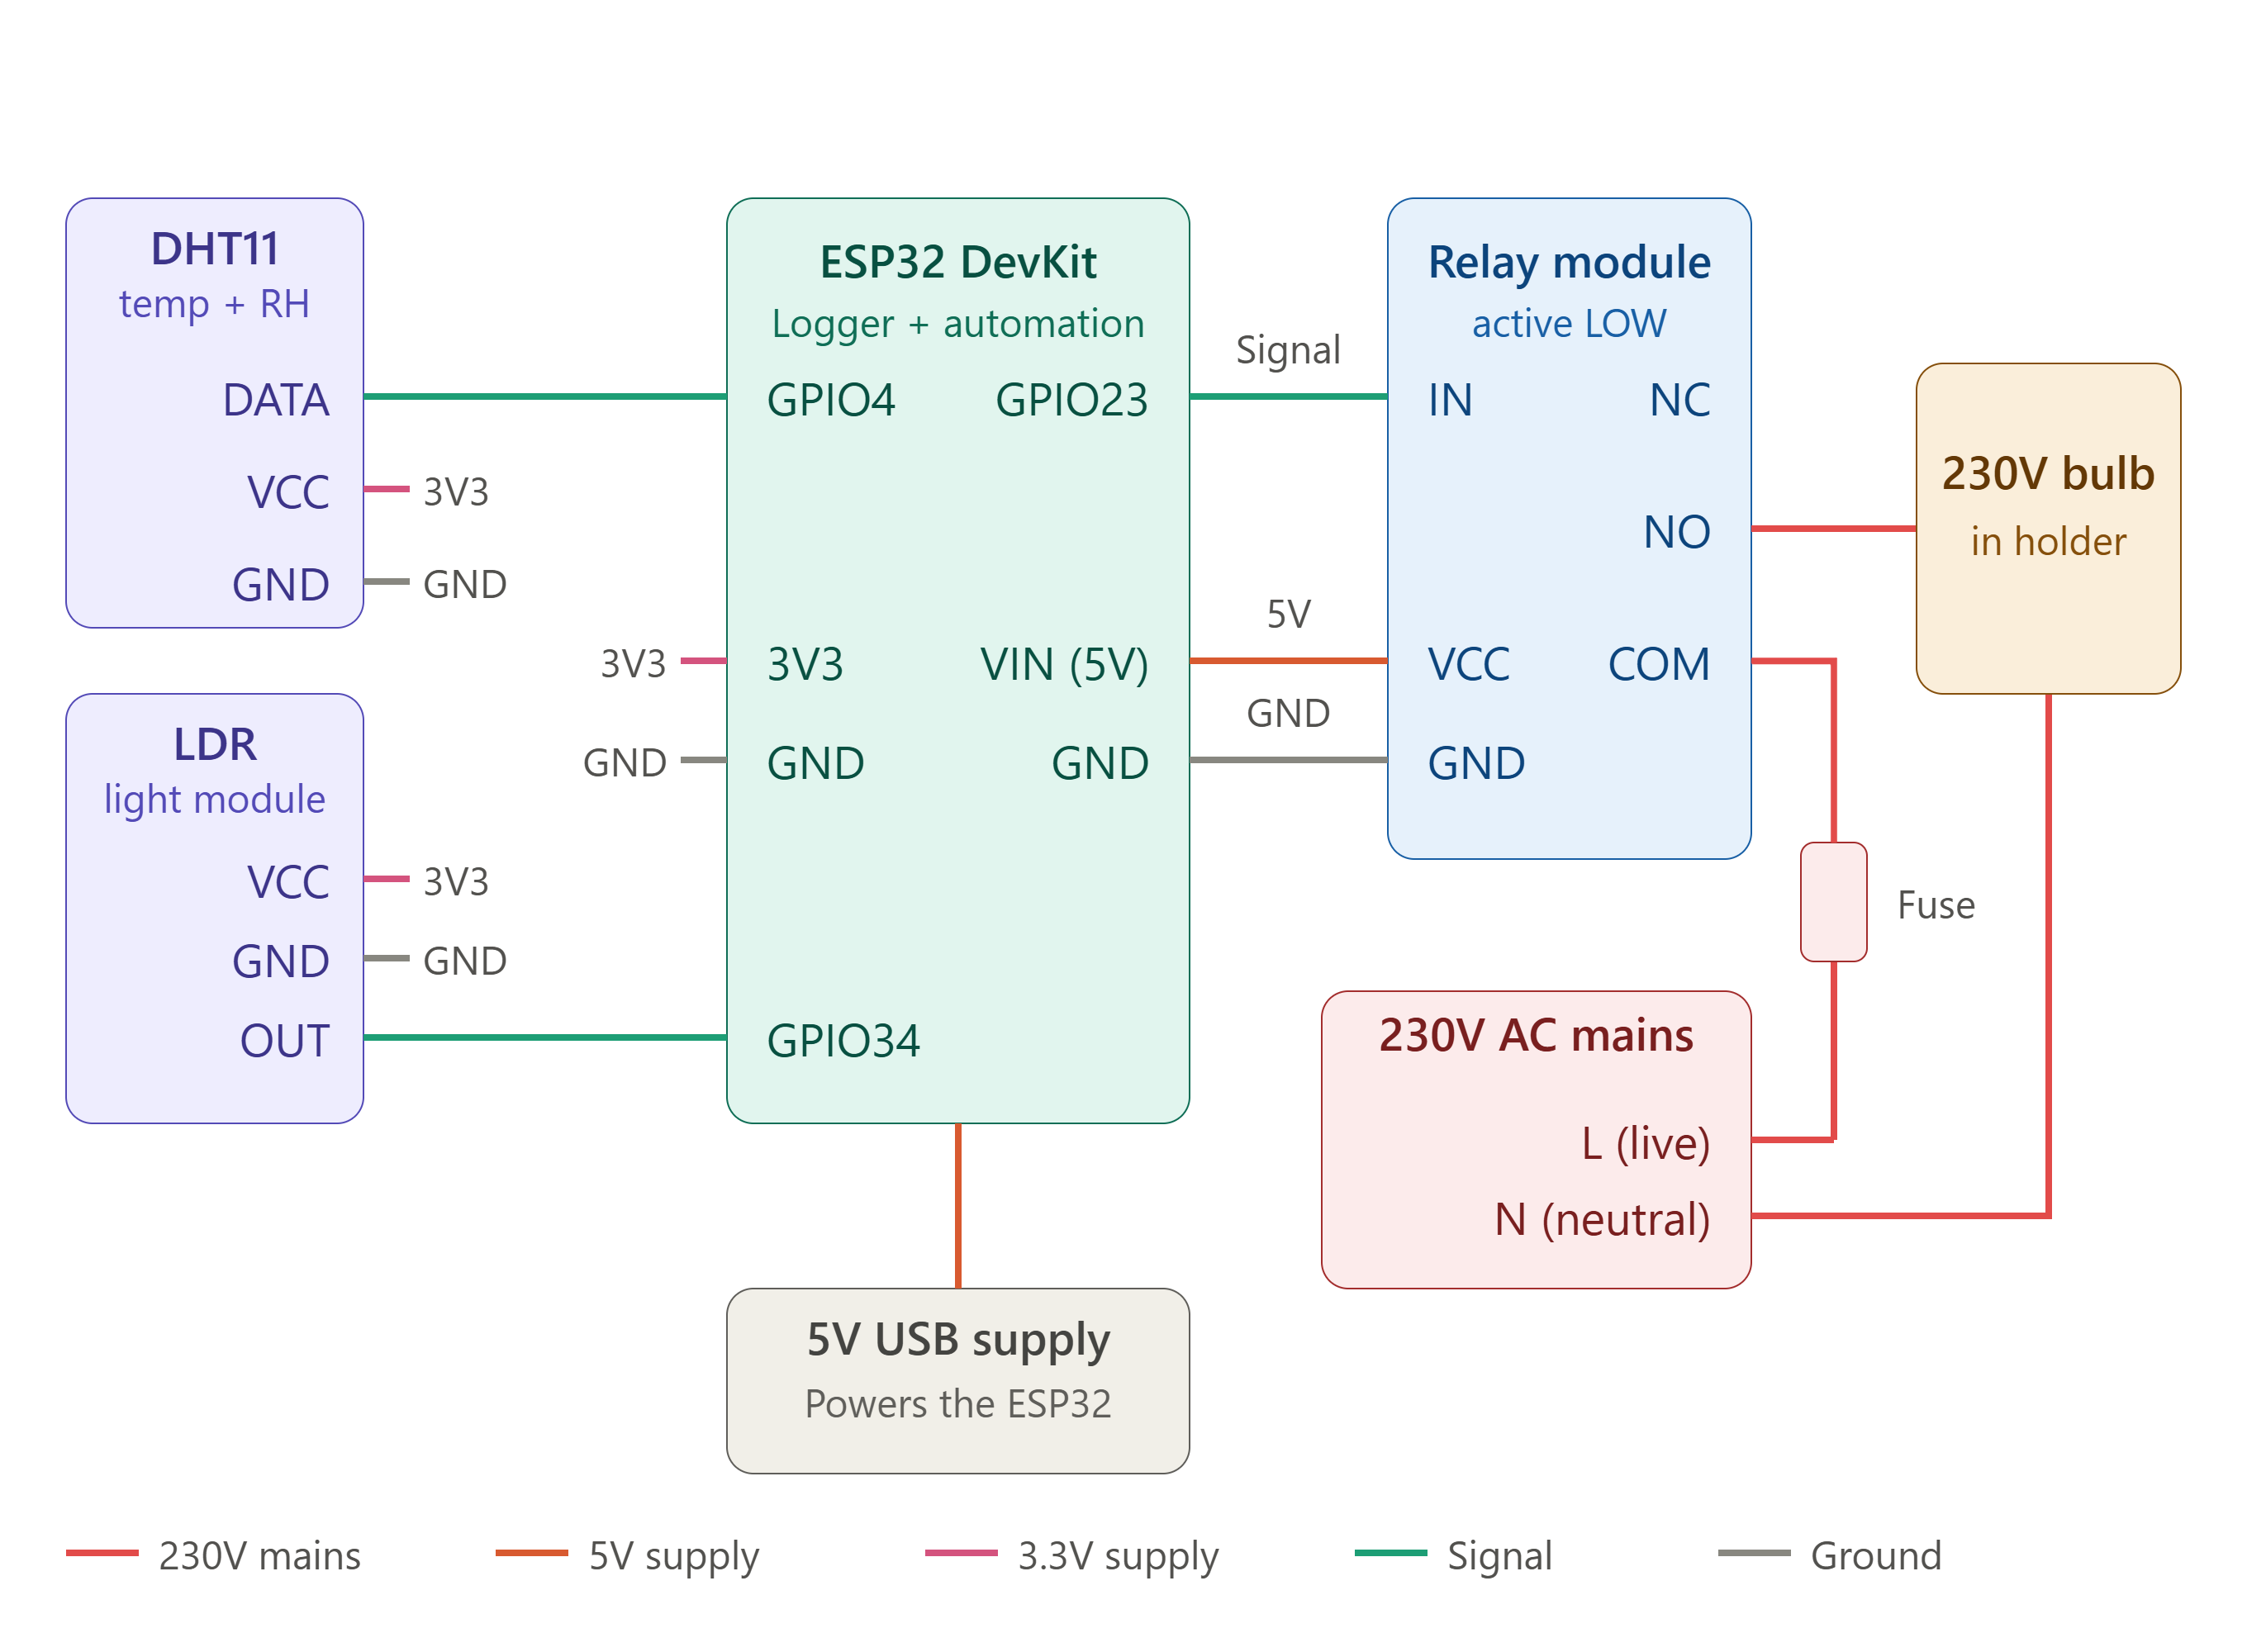 DHT11
temp + RH
DATA
VCC
3V3
GND
GND
LDR
light module
VCC
3V3
GND
GND
OUT
ESP32 DevKit
Logger + automation
GPIO4
GPIO23
3V3
3V3
VIN (5V)
GND
GND
GND
GPIO34
Signal
5V
GND
Relay module
active LOW
IN
NC
NO
VCC
COM
GND
230V bulb
in holder
Fuse
230V AC mains
L (live)
N (neutral)
5V USB supply
Powers the ESP32
230V mains
5V supply
3.3V supply
Signal
Ground